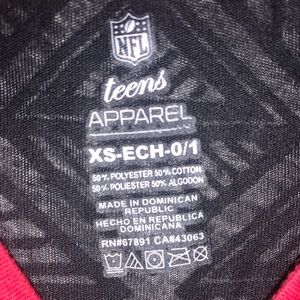 NFL
teens
APPAREL
XS-ECH-0/1
50% POLYESTER 50% COTTON
50% POLIESTER 50% ALGODON
MADE IN DOMINICAN
REPUBLIC
HECHO EN REPUBLICA
DOMINICANA
RN#67891 CA#43063